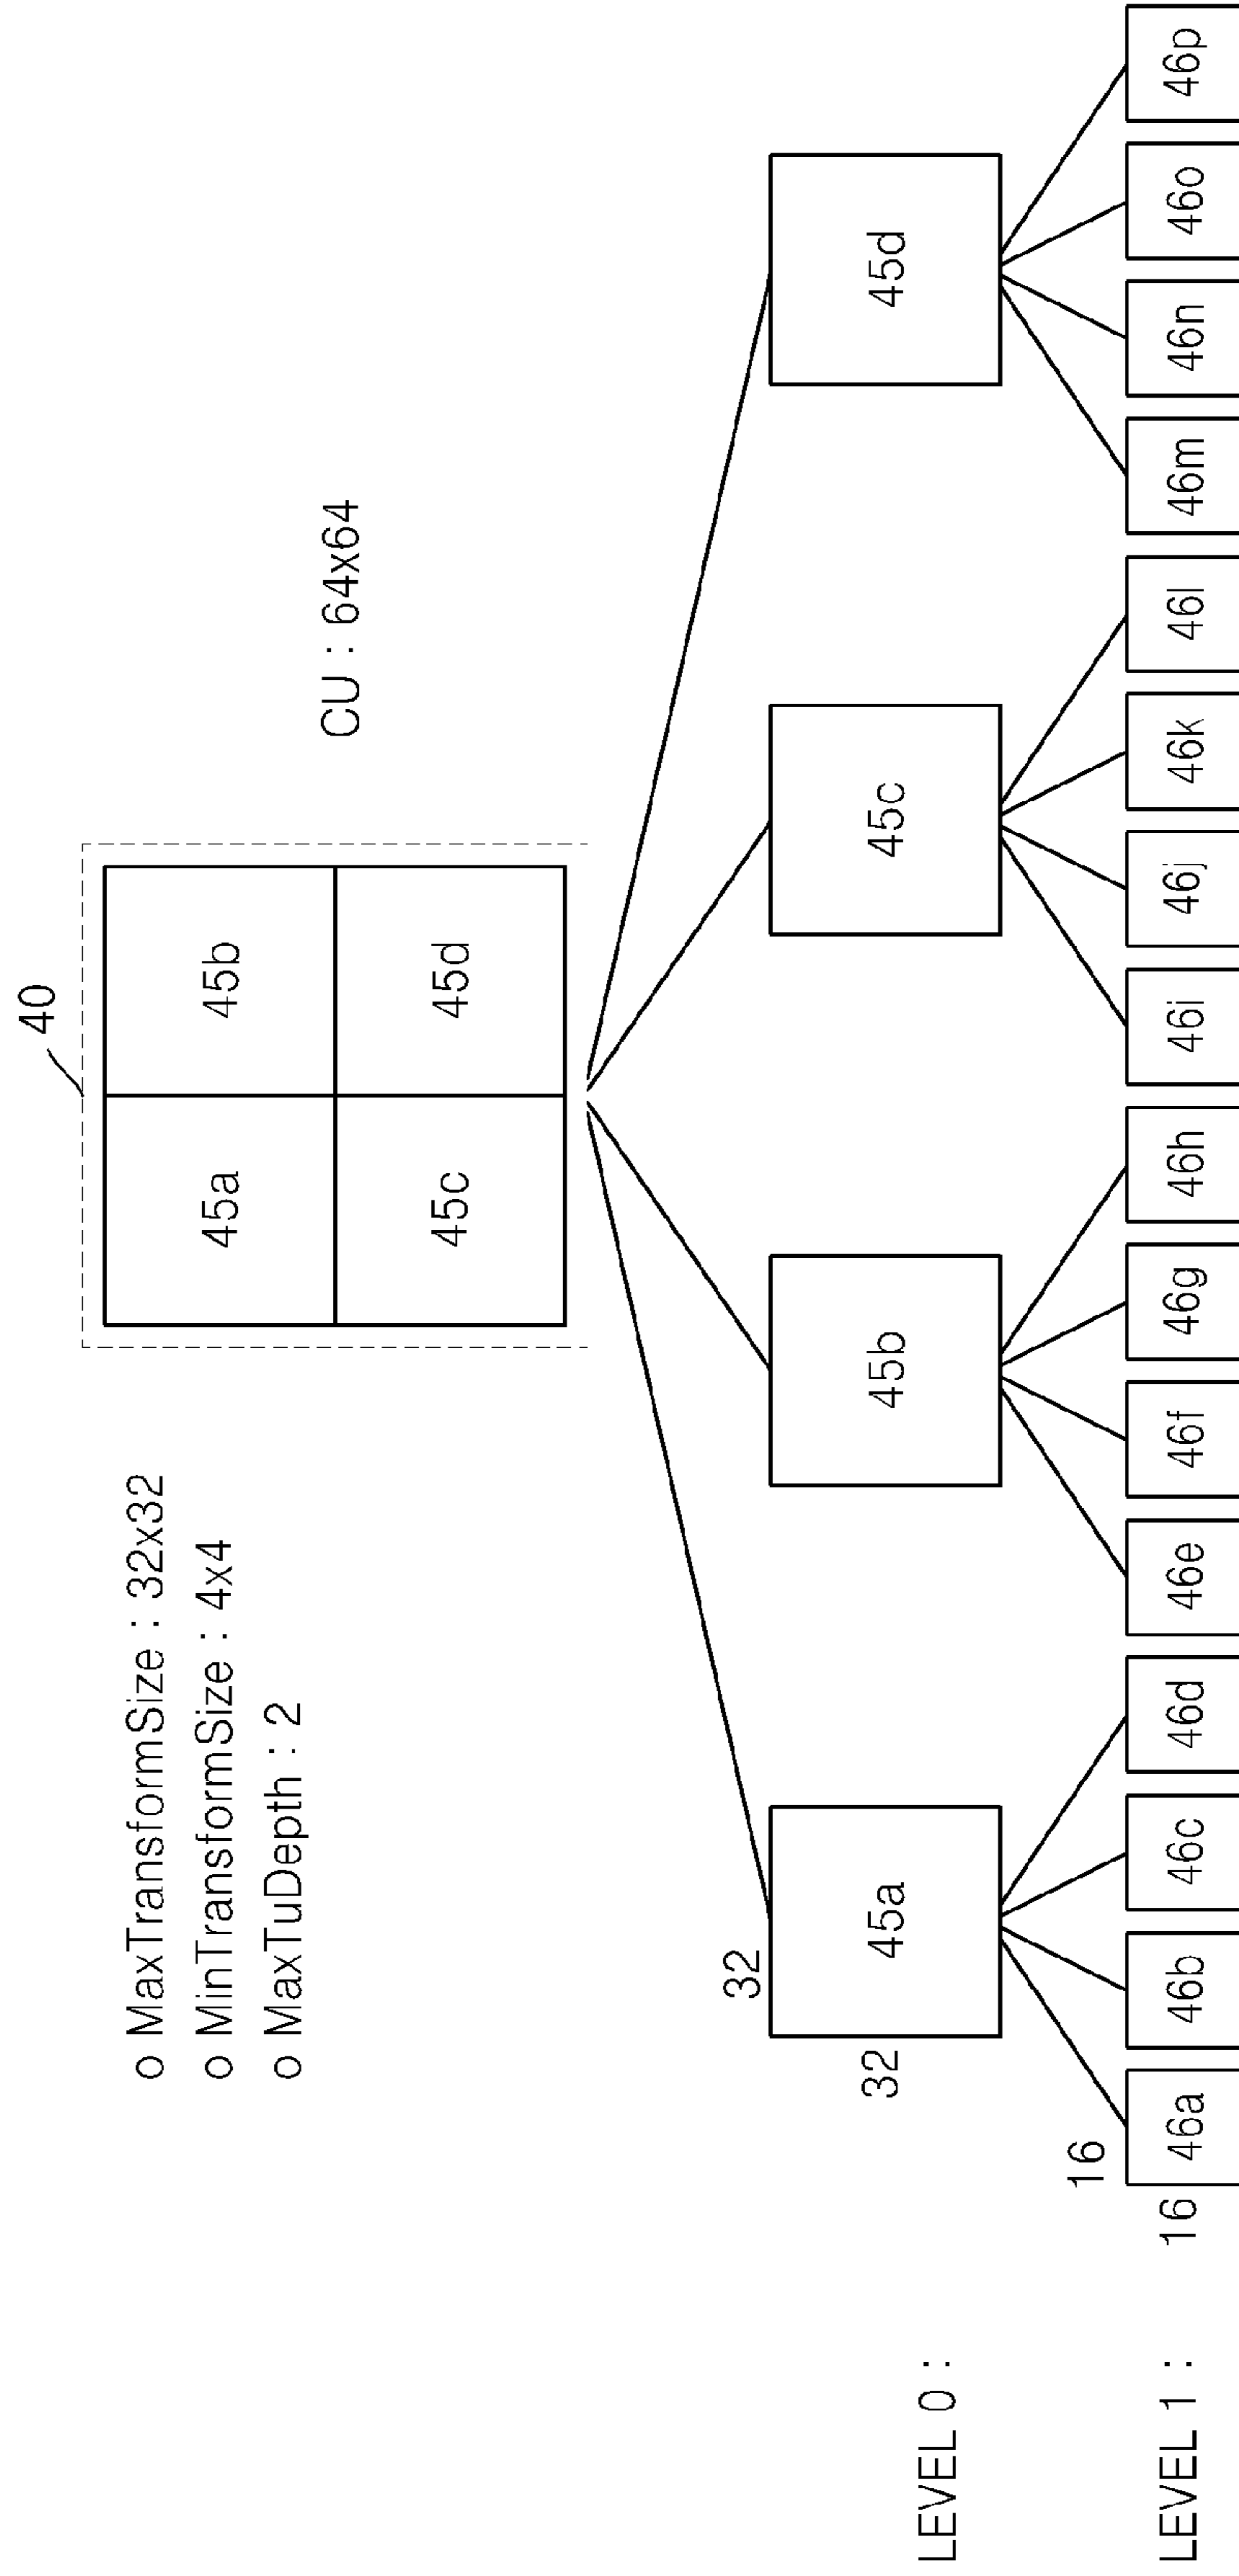 40
o MaxTransformSize : 32x32
o MinTransformSize : 4x4
o MaxTuDepth : 2
45a 45b
45c 45d
CU : 64x64
32
LEVEL 0 : 32 45a 45b 45c 45d
16
LEVEL 1 : 16 46a 46b 46c 46d 46e 46f 46g 46h 46i 46j 46k 46l 46m 46n 46o 46p